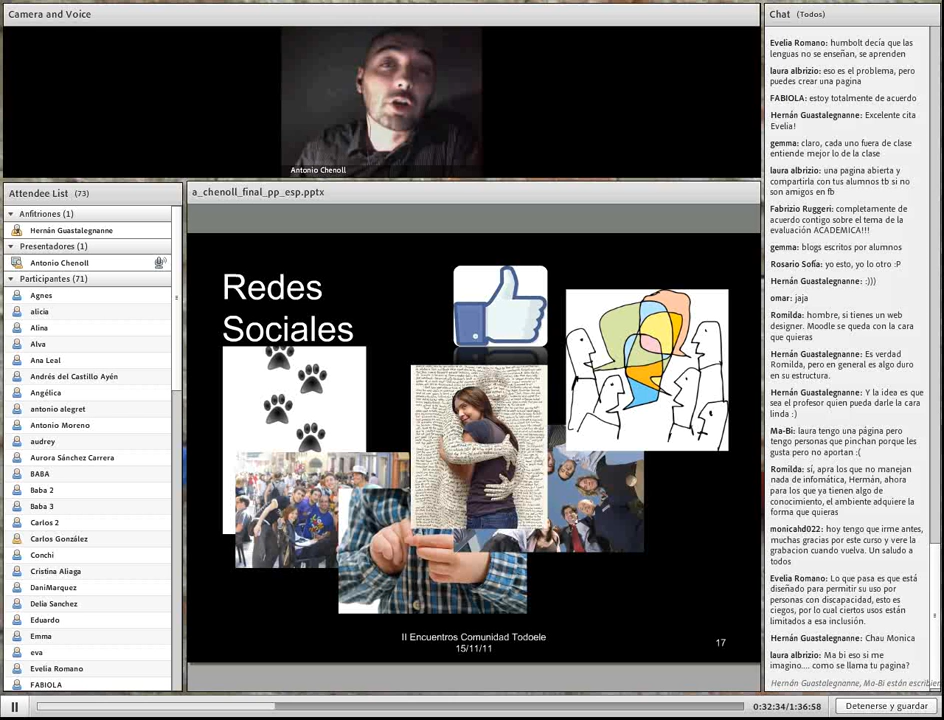 Camera and Voice
Antonio Chenoll
Attendee List (73)
Anfitriones (1)
Hernán Guastalegnanne
Presentadores (1)
Antonio Chenoll
Participantes (71)
Agnes
alicia
Alina
Alva
Ana Leal
Andrés del Castillo Ayén
Angélica
antonio alegret
Antonio Moreno
audrey
Aurora Sánchez Carrera
BABA
Baba 2
Baba 3
Carlos 2
Carlos González
Conchi
Cristina Aliaga
DaniMarquez
Delia Sanchez
Eduardo
Emma
eva
Evelia Romano
FABIOLA
a_chenoll_final_pp_esp.pptx
Redes
Sociales
II Encuentros Comunidad Todoele
15/11/11
17
Chat (Todos)
Evelia Romano: humbolt decía que las
lenguas no se enseñan, se aprenden
laura albrizio: eso es el problema, pero
puedes crear una pagina
FABIOLA: estoy totalmente de acuerdo
Hernán Guastalegnanne: Excelente cita
Evelia!
gemma: claro, cada uno fuera de clase
entiende mejor lo de la clase
laura albrizio: una pagina abierta y
compartirla con tus alumnos tb si no
son amigos en fb
Fabrizio Ruggeri: completamente de
acuerdo contigo sobre el tema de la
evaluación ACADEMICA!!!
gemma: blogs escritos por alumnos
Rosario Sofía: yo esto, yo lo otro :P
Hernán Guastalegnanne: :)))
omar: jaja
Romilda: hombre, si tienes un web
designer. Moodle se queda con la cara
que quieras
Hernán Guastalegnanne: Es verdad
Romilda, pero en general es algo duro
en su estructura.
Hernán Guastalegnanne: Y la idea es que
sea el profesor quien pueda darle la cara
linda :)
Ma-Bi: laura tengo una página pero
tengo personas que pinchan porque les
gusta pero no aportan :(
Romilda: sí, apra los que no manejan
nada de infomática, Hernán, ahora
para los que ya tienen algo de
conocimiento, el ambiente adquiere la
forma que quieras
monicahd022: hoy tengo que irme antes,
muchas gracias por este curso y vere la
grabacion cuando vuelva. Un saludo a
todos
Evelia Romano: Lo que pasa es que está
diseñado para permitir su uso por
personas con discapacidad, esto es
ciegos, por lo cual ciertos usos están
limitados a esa inclusión.
Hernán Guastalegnanne: Chau Monica
laura albrizio: Ma bi eso si me
imagino.... como se llama tu pagina?
Hernán Guastalegnanne, Ma-Bi están escribien
0:32:34/1:36:58
Detenerse y guardar